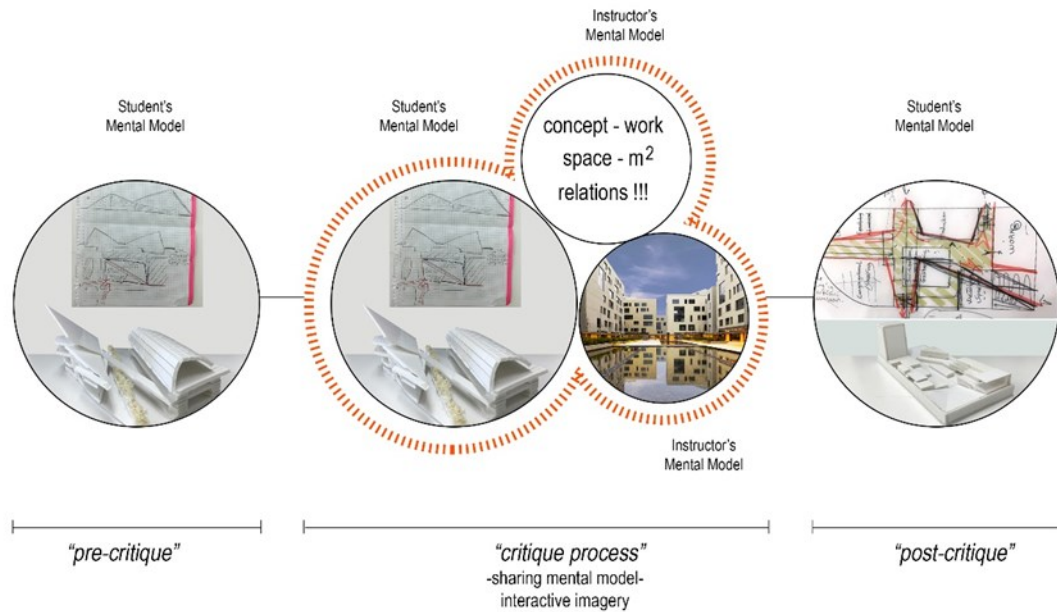 Instructor's
Mental Model
Student's
Mental Model
Student's
Mental Model
Student's
Mental Model
concept - work
space - m²
relations !!!
Instructor's
Mental Model
"pre-critique"
"critique process"
-sharing mental model-
interactive imagery
"post-critique"